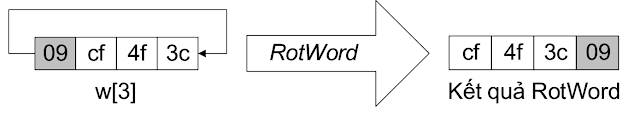 09 cf 4f 3c
w[3]
RotWord
cf 4f 3c 09
Kết quả RotWord